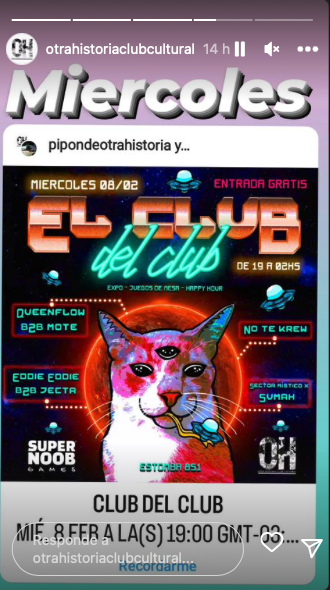 otrahistoriaclubcultural 14 h
Miercoles
pipondeotrahistoria y...
MIERCOLES 08/02
ENTRADA GRATIS
EL CLUB
del club
DE 19 A 02HS
EXPO - JUEGOS DE MESA - HAPPY HOUR
QUEENFLOW
B2B MOTE
NO TE KREW
EDDIE EDDIE
B2B JECTA
SECTOR MÍSTICO X
SUMAH
SUPER
NOOB
GAMES
OH
ESTOMBA 851
CLUB DEL CLUB
MIÉ, 8 FEB A LA(S) 19:00 GMT-03:...
Responde a
otrahistoriaclubcultural...
Recordarme